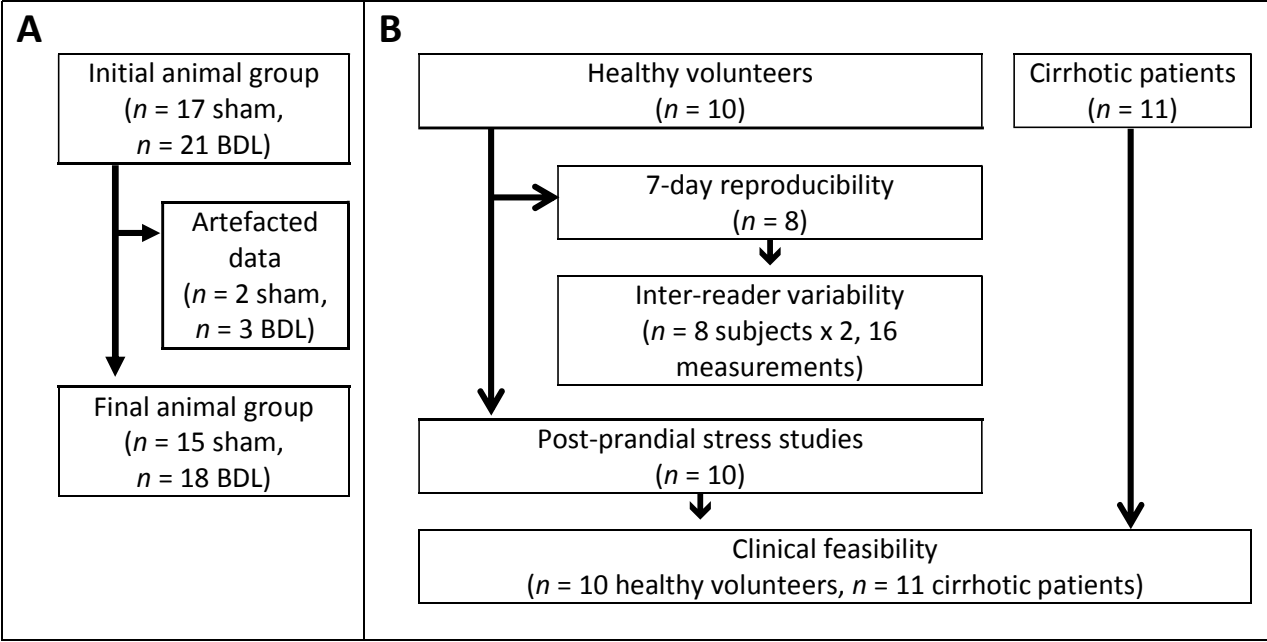 A
Initial animal group
(n = 17 sham,
n = 21 BDL)
Artefacted
data
(n = 2 sham,
n = 3 BDL)
Final animal group
(n = 15 sham,
n = 18 BDL)
B
Healthy volunteers
(n = 10)
Cirrhotic patients
(n = 11)
7-day reproducibility
(n = 8)
Inter-reader variability
(n = 8 subjects x 2, 16
measurements)
Post-prandial stress studies
(n = 10)
Clinical feasibility
(n = 10 healthy volunteers, n = 11 cirrhotic patients)